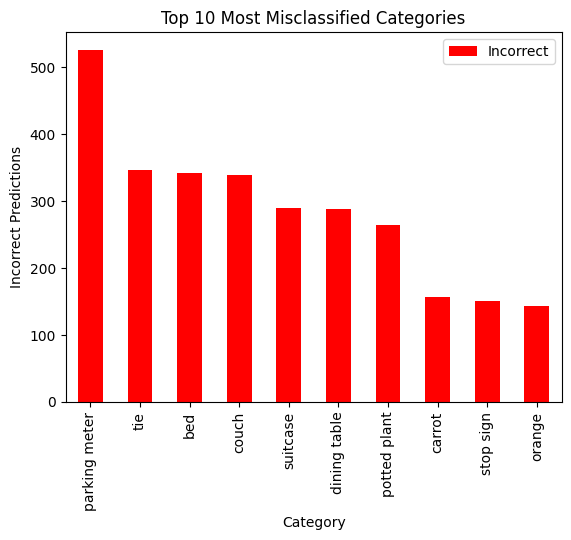 Top 10 Most Misclassified Categories
Incorrect
Incorrect Predictions
500
400
300
200
100
0
parking meter
tie
bed
couch
suitcase
dining table
potted plant
carrot
stop sign
orange
Category